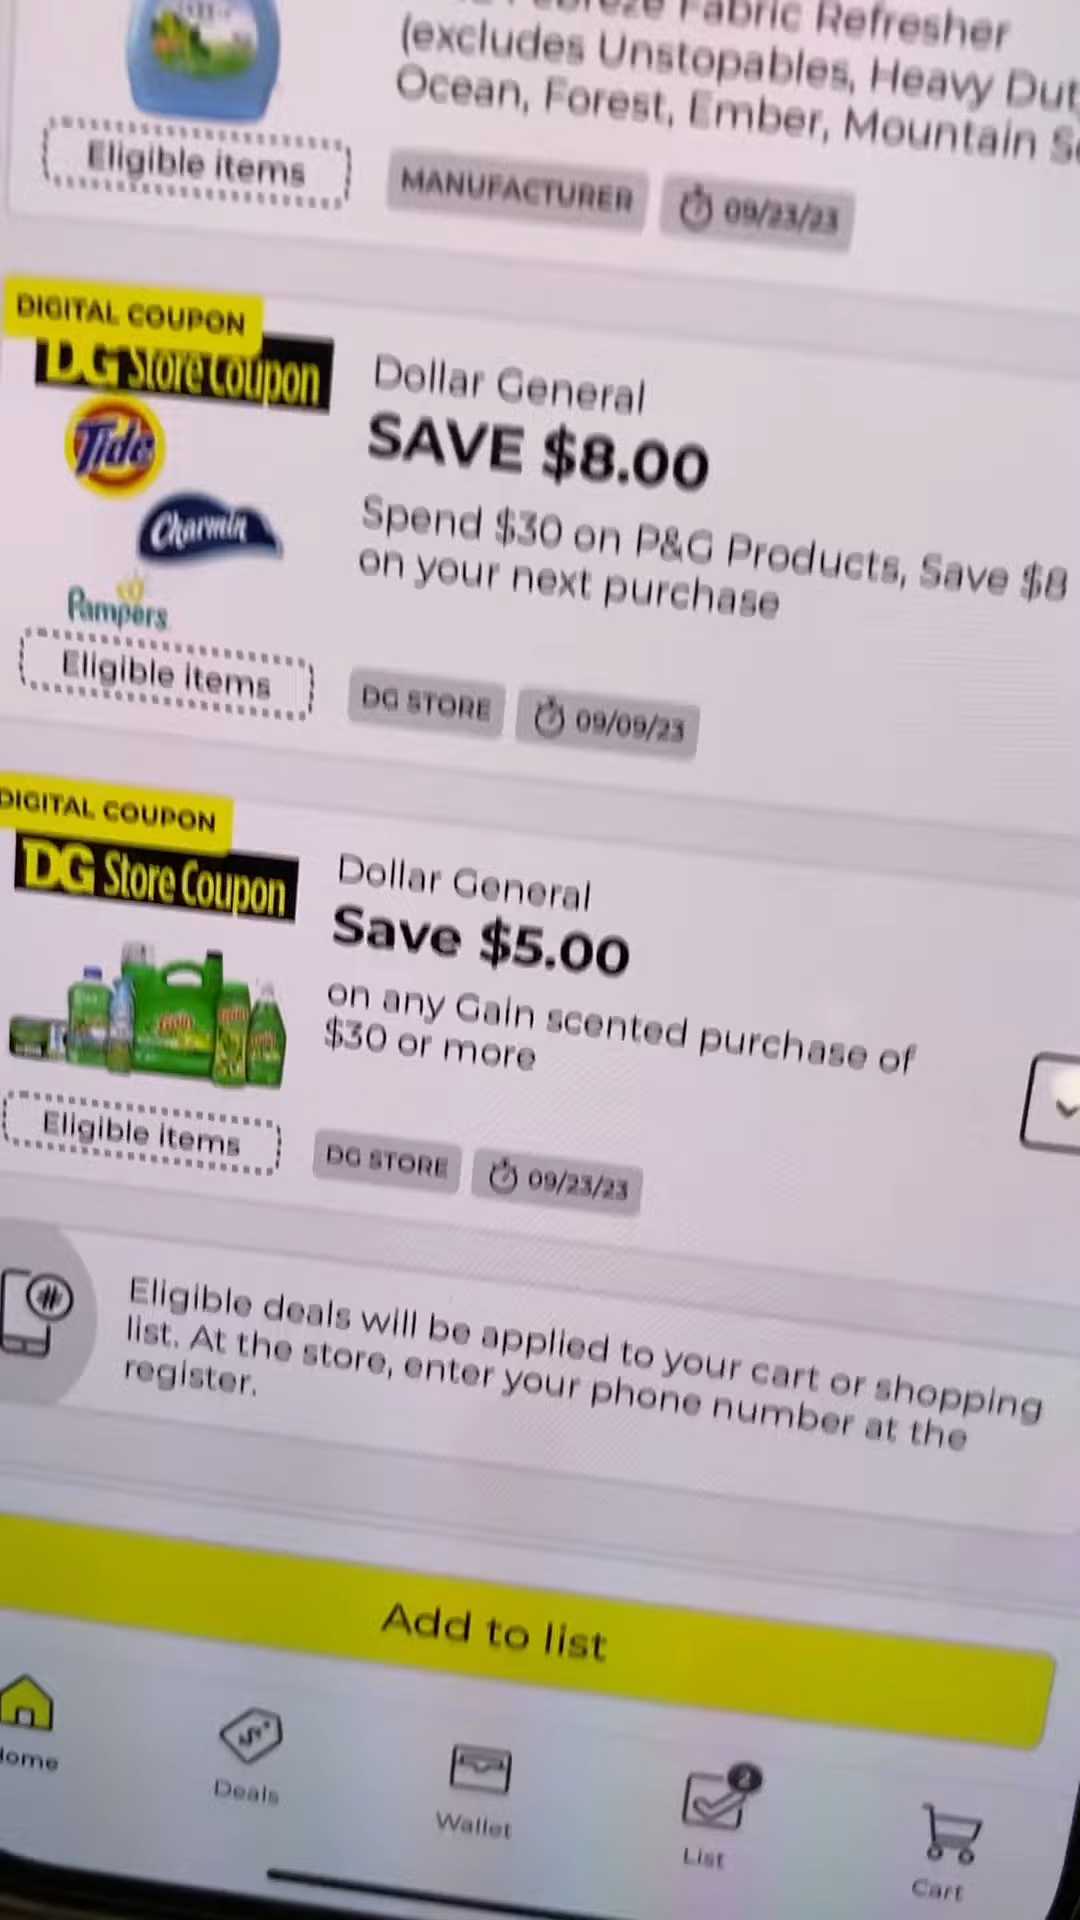 Fabric Refresher
(excludes Unstopables, Heavy Dut
Ocean, Forest, Ember, Mountain S
Eligible items
MANUFACTURER
09/23/23
DIGITAL COUPON
DG Store Coupon
Tide
Charmin
Pampers
Eligible items
Dollar General
SAVE $8.00
Spend $30 on P&G Products, Save $8
on your next purchase
DG STORE
09/09/23
DIGITAL COUPON
DG Store Coupon
Gain
Eligible items
Dollar General
Save $5.00
on any Gain scented purchase of
$30 or more
DG STORE
09/23/23
Eligible deals will be applied to your cart or shopping
list. At the store, enter your phone number at the
register.
Add to list
Home
Deals
Wallet
2
List
Cart